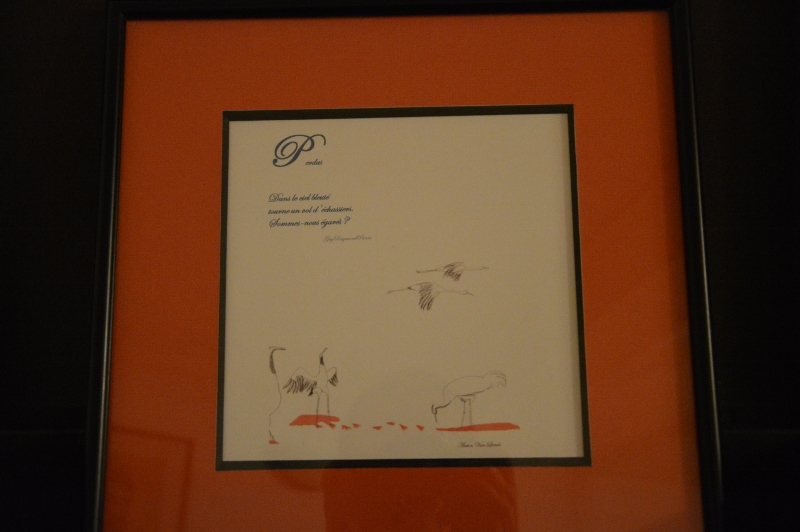 Perdus
Dans le ciel bleuté
tourne un vol d'échassiers.
Sommes-nous égarés ?